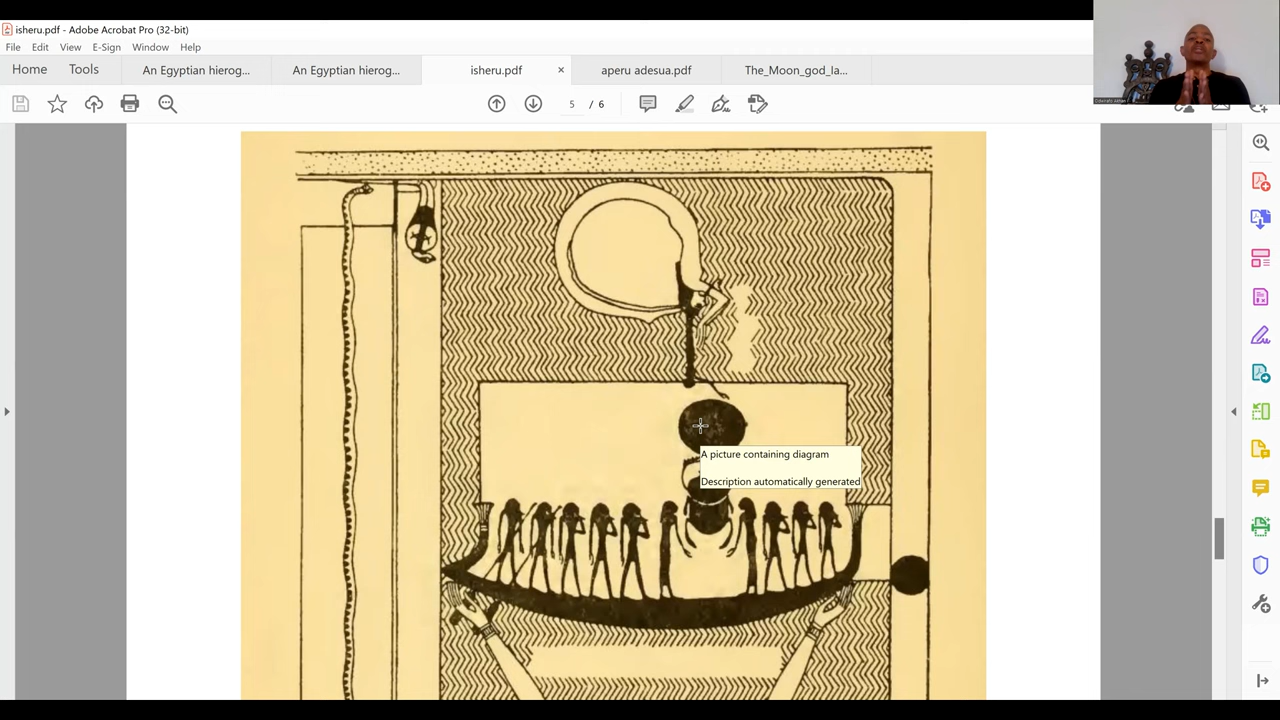 isheru.pdf - Adobe Acrobat Pro (32-bit)
File Edit View E-Sign Window Help
Home Tools An Egyptian hierog... An Egyptian hierog... isheru.pdf × aperu adesua.pdf The_Moon_god_la...
5 / 6
A picture containing diagram
Description automatically generated